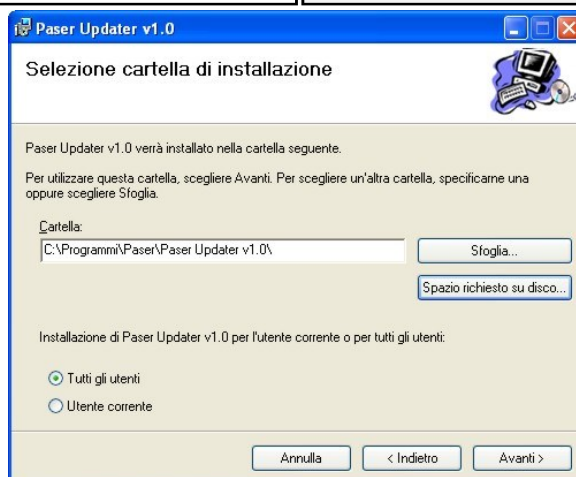 Paser Updater v1.0
Selezione cartella di installazione
Paser Updater v1.0 verrà installato nella cartella seguente.
Per utilizzare questa cartella, scegliere Avanti. Per scegliere un'altra cartella, specificarne una
oppure scegliere Sfoglia.
Cartella:
C:\Programmi\Paser\Paser Updater v1.0\
Sfoglia...
Spazio richiesto su disco...
Installazione di Paser Updater v1.0 per l'utente corrente o per tutti gli utenti:
Tutti gli utenti
Utente corrente
Annulla
< Indietro
Avanti >